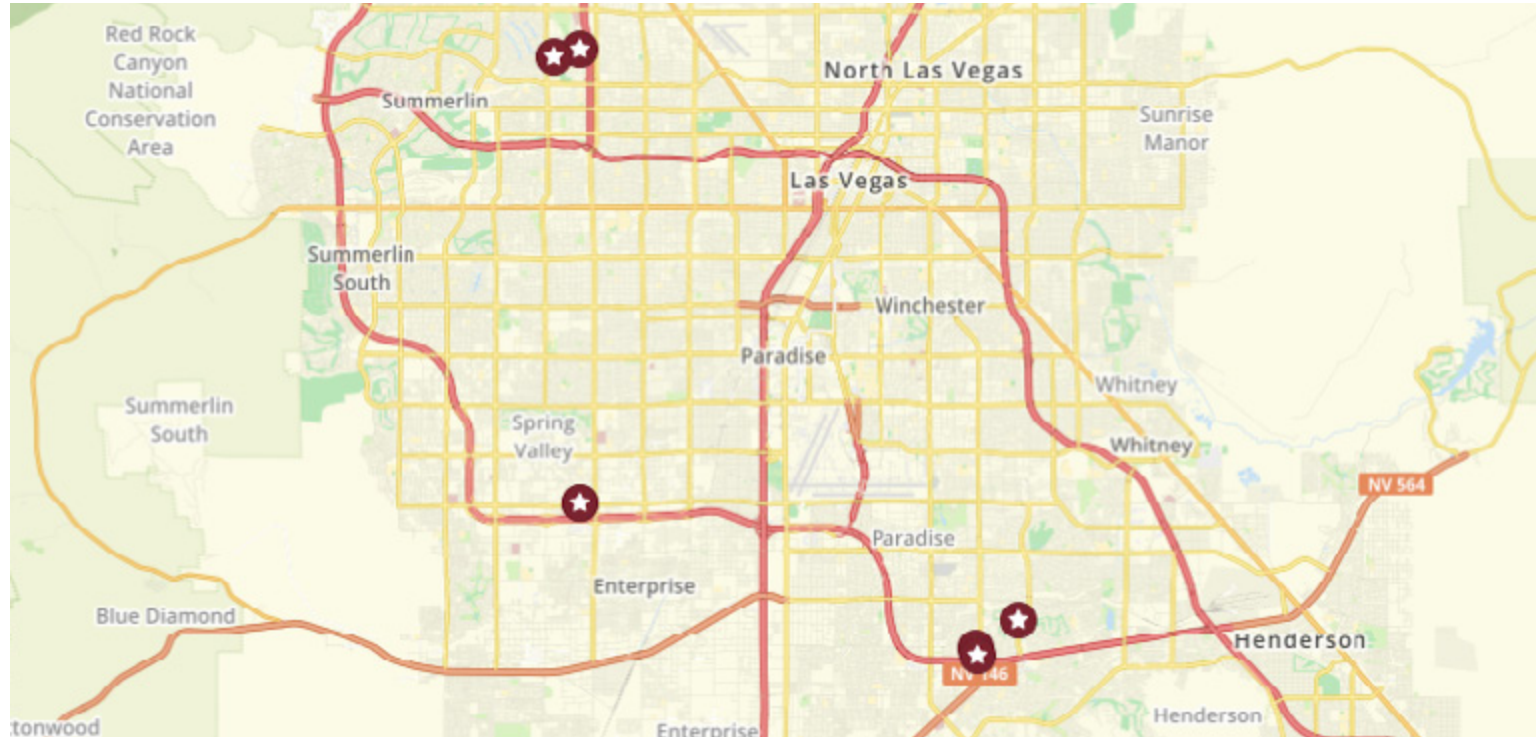 Red Rock
Canyon
National
Conservation
Area
North Las Vegas
Summerlin
Sunrise
Manor
Las Vegas
Summerlin
South
Winchester
Paradise
Whitney
Summerlin
South
Spring
Valley
Whitney
NV 564
Paradise
Enterprise
Blue Diamond
Henderson
NV 146
Henderson
ttonwood
Enterprise